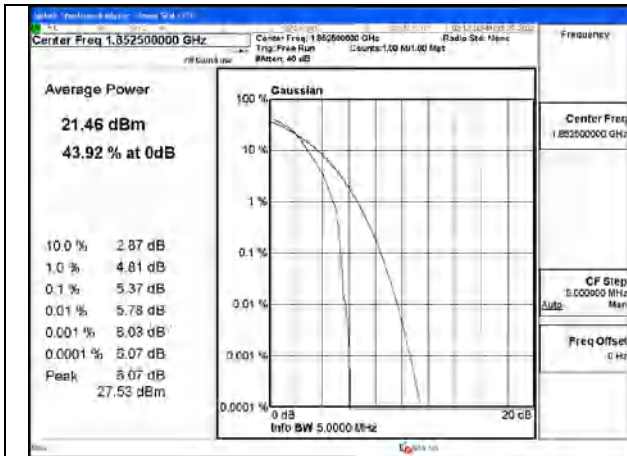 Center Freq 1.852500000 GHz
Center Freq: 1.852500000 GHz
Radio Std: None
Trig: Free Run
Counts:1.00 M/1.00 Mpt
#Atten: 40 dB
Frequency
Average Power
21.46 dBm
43.92 % at 0dB
10.0 % 2.87 dB
1.0 % 4.81 dB
0.1 % 5.37 dB
0.01 % 5.78 dB
0.001 % 6.03 dB
0.0001 % 6.07 dB
Peak 6.07 dB
27.53 dBm
Gaussian
100 %
10 %
1 %
0.1 %
0.01 %
0.001 %
0.0001 %
0 dB
20 dB
Info BW 5.0000 MHz
Center Freq
1.852500000 GHz
CF Step
5.000000 MHz
Auto Man
Freq Offset
0 Hz